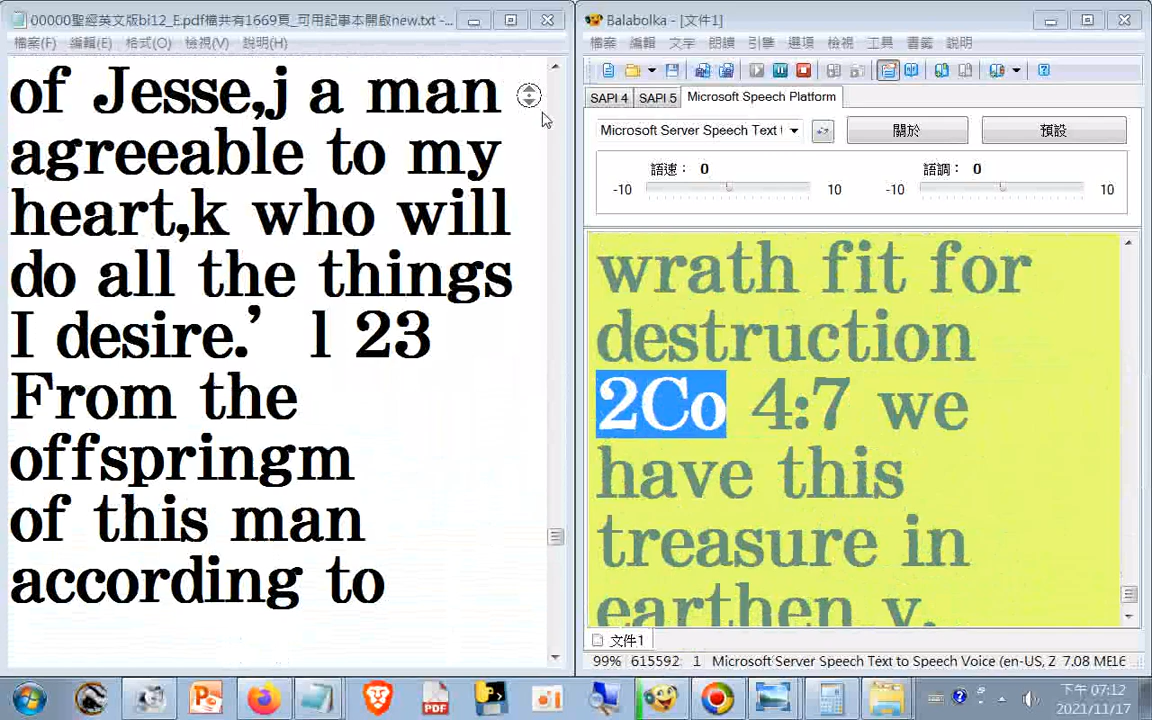 00000聖經英文版bi12_E.pdf檔共有1669頁_可用記事本開啟new.txt -...
檔案(F) 編輯(E) 格式(O) 檢視(V) 說明(H)
of Jesse,j a man
agreeable to my
heart,k who will
do all the things
I desire.’ l 23
From the
offspringm
of this man
according to
Balabolka - [文件1]
檔案 編輯 文字 朗讀 引擎 選項 檢視 工具 書籤 說明
SAPI 4 SAPI 5 Microsoft Speech Platform
Microsoft Server Speech Text 關於 預設
語速： 0 語調： 0
-10 10 -10 10
wrath fit for
destruction
2Co 4:7 we
have this
treasure in
earthen v.
文件1
99% 615592 1 Microsoft Server Speech Text to Speech Voice (en-US, Z 7.08 ME16
PDF
下午 07:12
2021/11/17